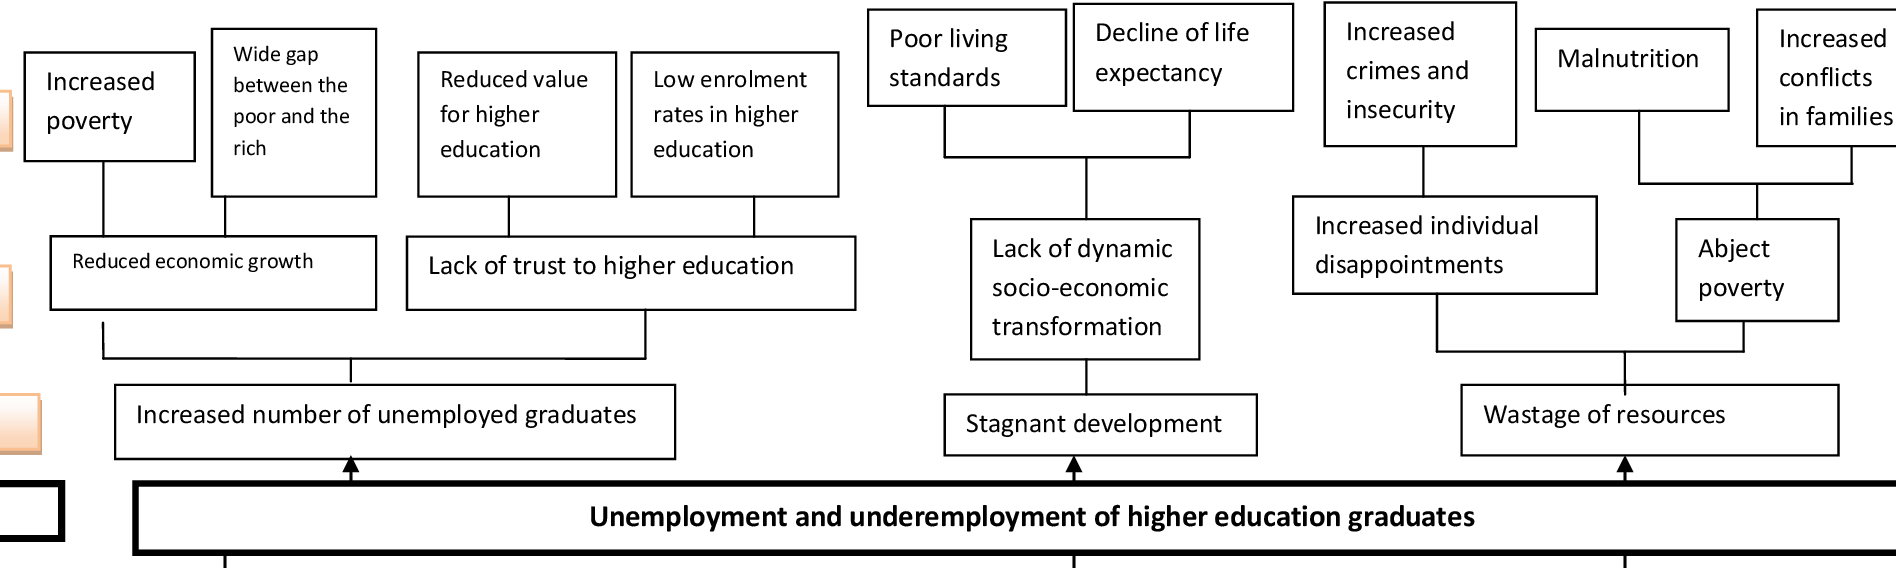 Increased
poverty
Wide gap
between the
poor and the
rich
Reduced value
for higher
education
Low enrolment
rates in higher
education
Poor living
standards
Decline of life
expectancy
Increased
crimes and
insecurity
Malnutrition
Increased
conflicts
in families
Reduced economic growth
Lack of trust to higher education
Lack of dynamic
socio-economic
transformation
Increased individual
disappointments
Abject
poverty
Increased number of unemployed graduates
Stagnant development
Wastage of resources
Unemployment and underemployment of higher education graduates